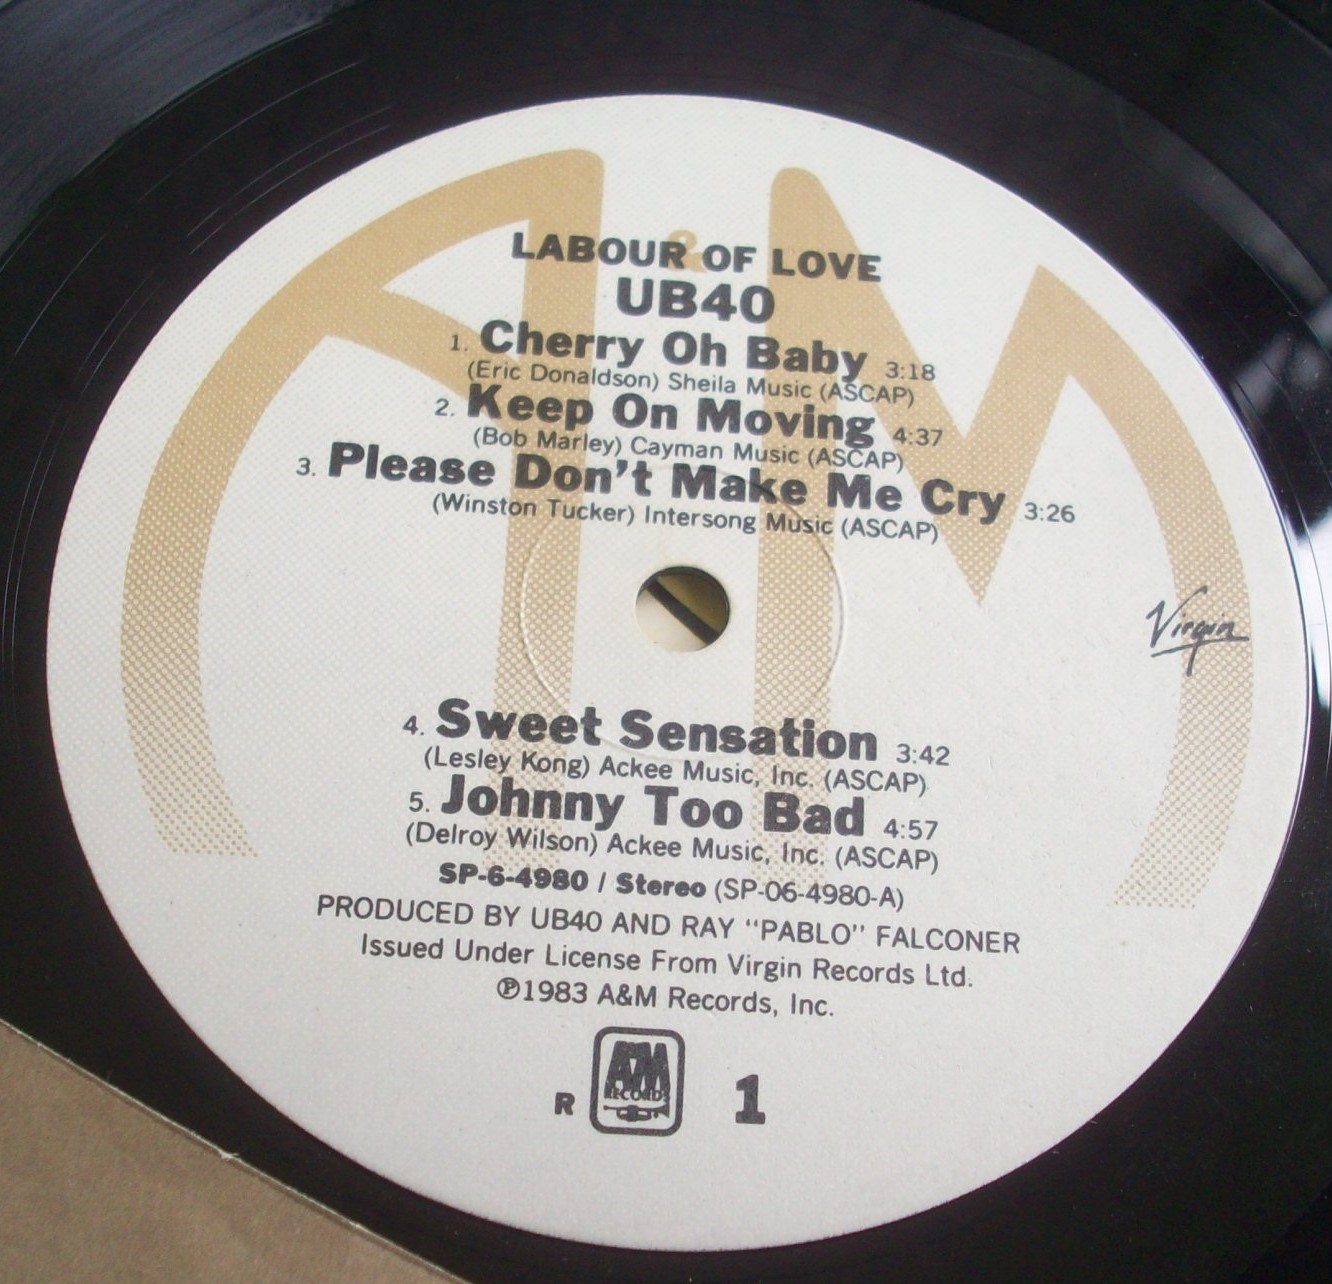 &
LABOUR OF LOVE
UB40
1. Cherry Oh Baby 3:18
(Eric Donaldson) Sheila Music (ASCAP)
2. Keep On Moving 4:37
(Bob Marley) Cayman Music (ASCAP)
3. Please Don't Make Me Cry 3:26
(Winston Tucker) Intersong Music (ASCAP)
Virgin
4. Sweet Sensation 3:42
(Lesley Kong) Ackee Music, Inc. (ASCAP)
5. Johnny Too Bad 4:57
(Delroy Wilson) Ackee Music, Inc. (ASCAP)
SP-6-4980 / Stereo (SP-06-4980-A)
PRODUCED BY UB40 AND RAY "PABLO" FALCONER
Issued Under License From Virgin Records Ltd.
℗1983 A&M Records, Inc.
R A&M RECORDS 1